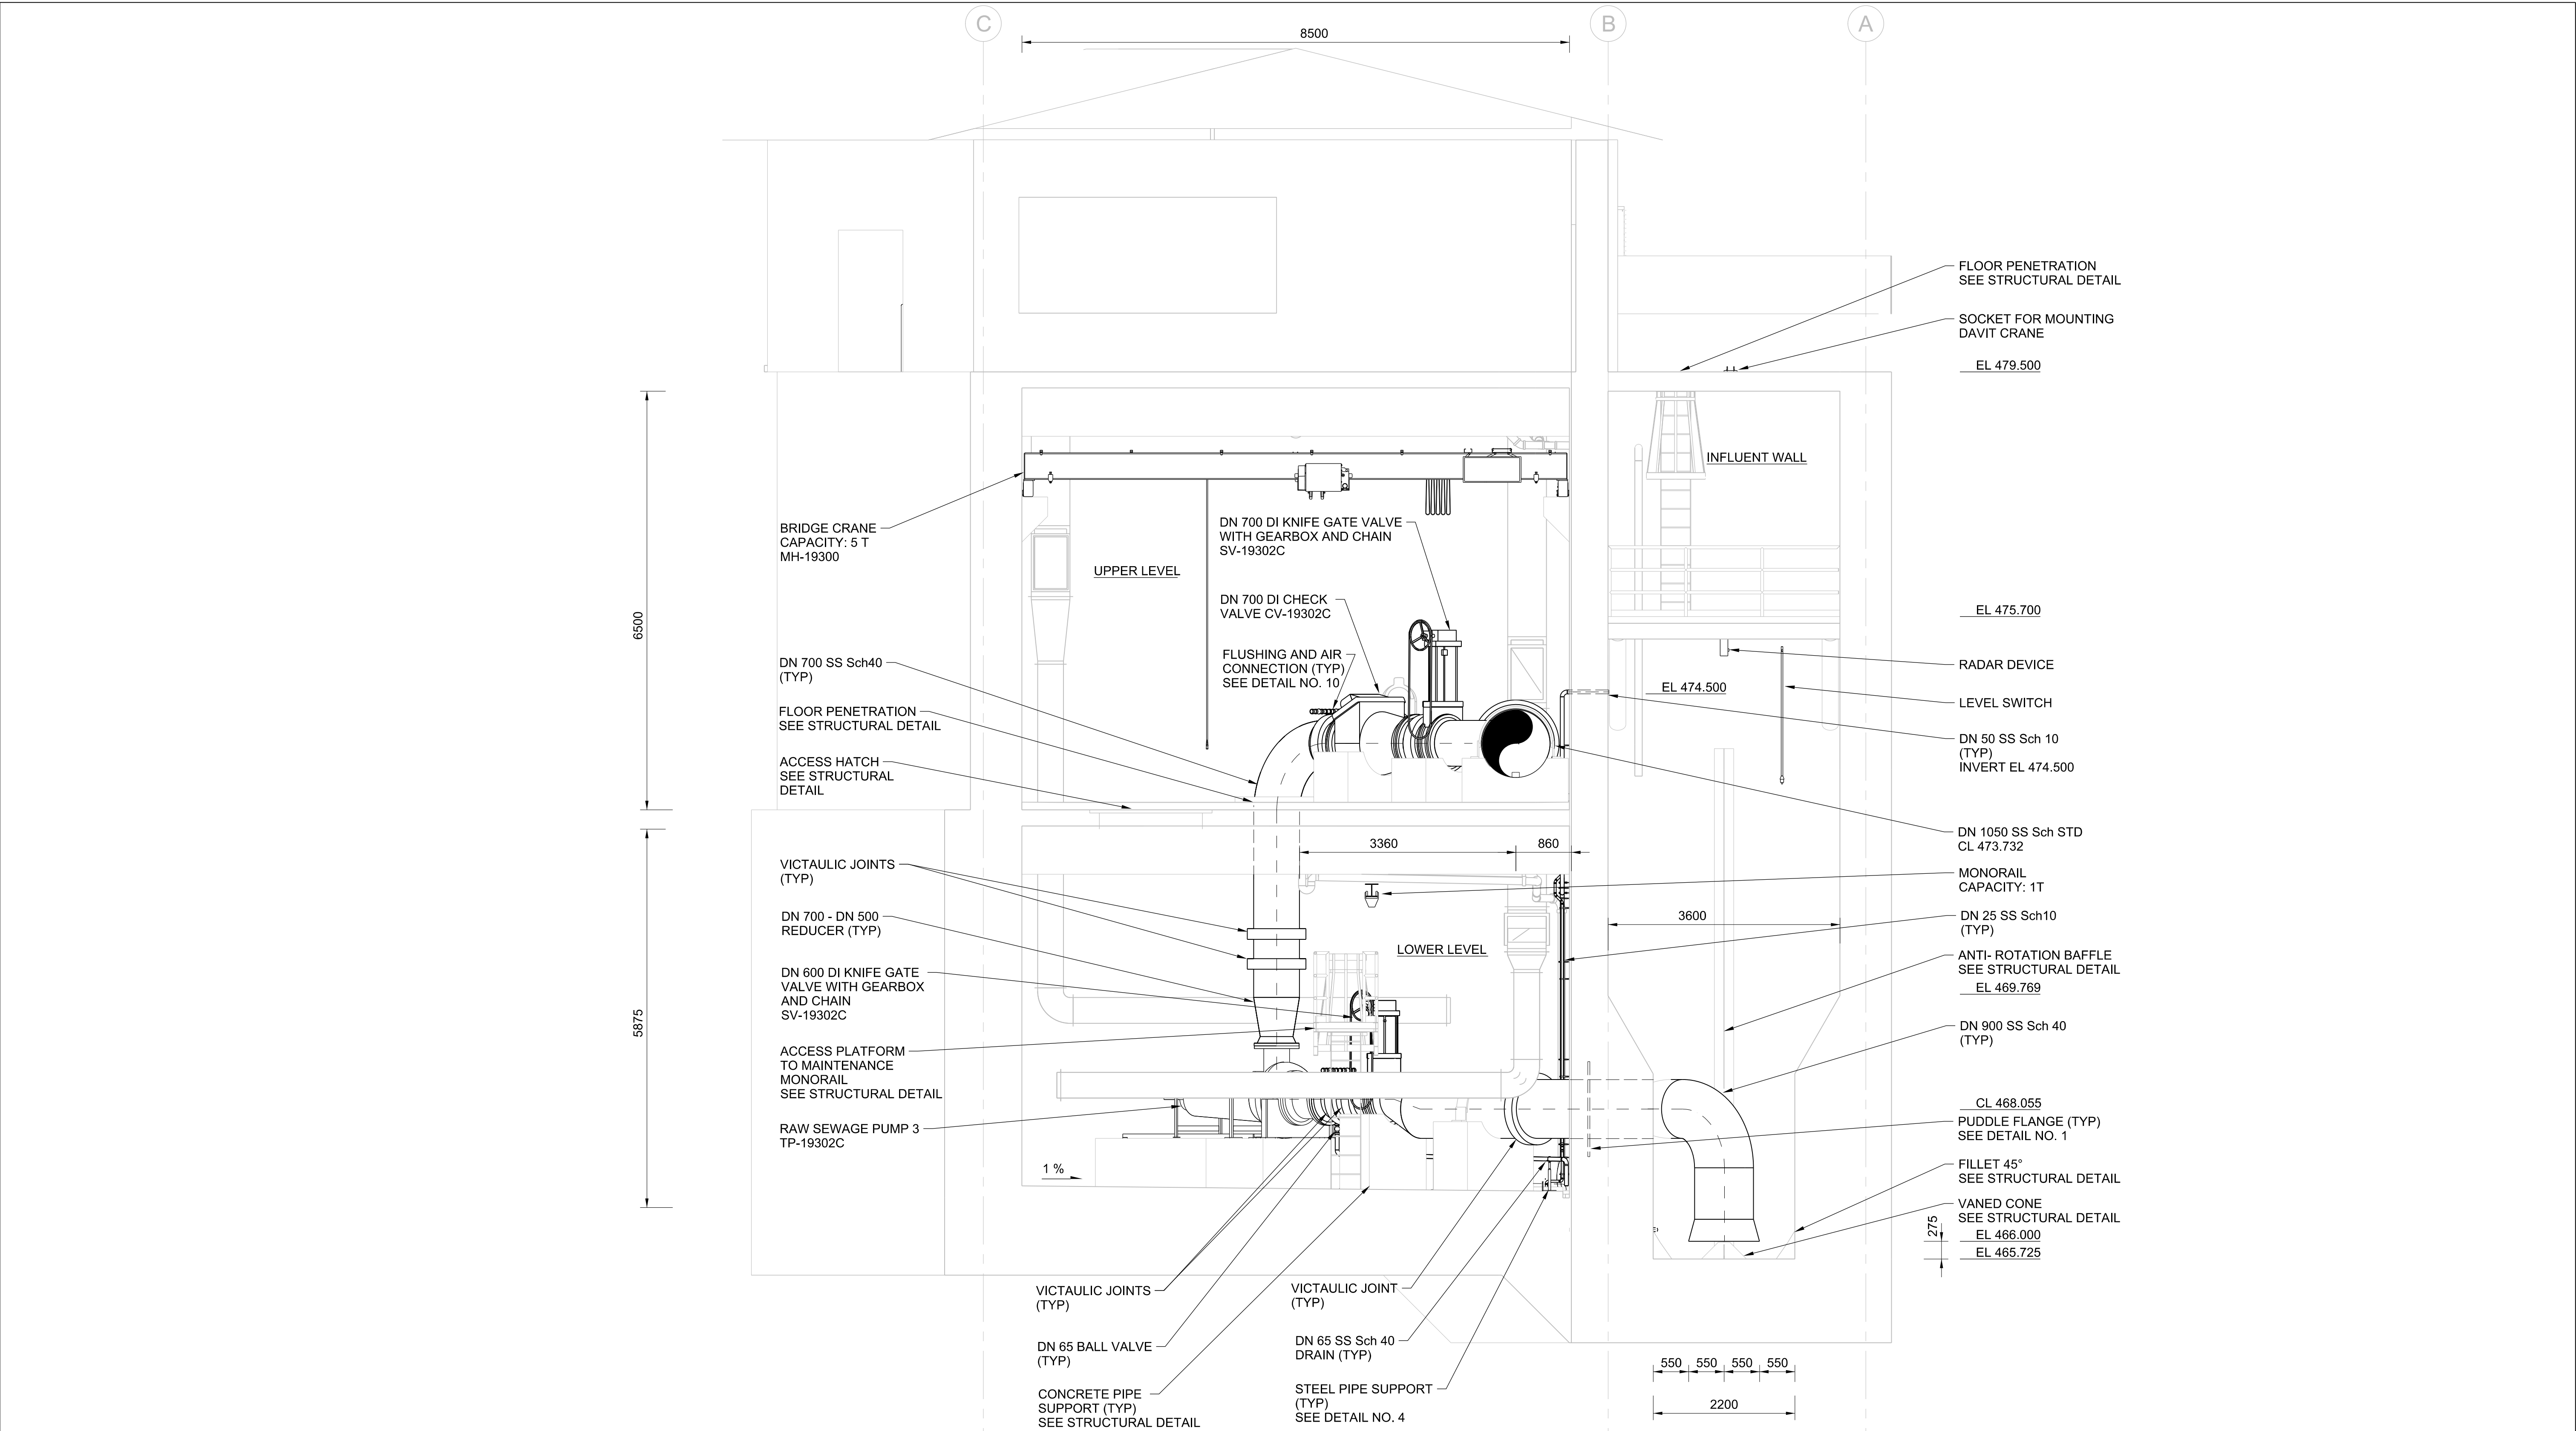 C
B
A
8500
FLOOR PENETRATION
SEE STRUCTURAL DETAIL
SOCKET FOR MOUNTING
DAVIT CRANE
EL 479.500
INFLUENT WALL
BRIDGE CRANE
CAPACITY: 5 T
MH-19300
UPPER LEVEL
DN 700 DI KNIFE GATE VALVE
WITH GEARBOX AND CHAIN
SV-19302C
DN 700 DI CHECK
VALVE CV-19302C
FLUSHING AND AIR
CONNECTION (TYP)
SEE DETAIL NO. 10
6500
EL 475.700
RADAR DEVICE
EL 474.500
LEVEL SWITCH
DN 50 SS Sch 10
(TYP)
INVERT EL 474.500
DN 700 SS Sch40
(TYP)
FLOOR PENETRATION
SEE STRUCTURAL DETAIL
ACCESS HATCH
SEE STRUCTURAL
DETAIL
DN 1050 SS Sch STD
CL 473.732
3360
860
VICTAULIC JOINTS
(TYP)
MONORAIL
CAPACITY: 1T
DN 700 - DN 500
REDUCER (TYP)
3600
DN 25 SS Sch10
(TYP)
LOWER LEVEL
ANTI- ROTATION BAFFLE
SEE STRUCTURAL DETAIL
EL 469.769
DN 600 DI KNIFE GATE
VALVE WITH GEARBOX
AND CHAIN
SV-19302C
5875
DN 900 SS Sch 40
(TYP)
ACCESS PLATFORM
TO MAINTENANCE
MONORAIL
SEE STRUCTURAL DETAIL
CL 468.055
PUDDLE FLANGE (TYP)
SEE DETAIL NO. 1
RAW SEWAGE PUMP 3
TP-19302C
1 %
FILLET 45°
SEE STRUCTURAL DETAIL
VANED CONE
SEE STRUCTURAL DETAIL
275
EL 466.000
EL 465.725
VICTAULIC JOINTS
(TYP)
VICTAULIC JOINT
(TYP)
DN 65 BALL VALVE
(TYP)
DN 65 SS Sch 40
DRAIN (TYP)
CONCRETE PIPE
SUPPORT (TYP)
SEE STRUCTURAL DETAIL
STEEL PIPE SUPPORT
(TYP)
SEE DETAIL NO. 4
550 550 550 550
2200